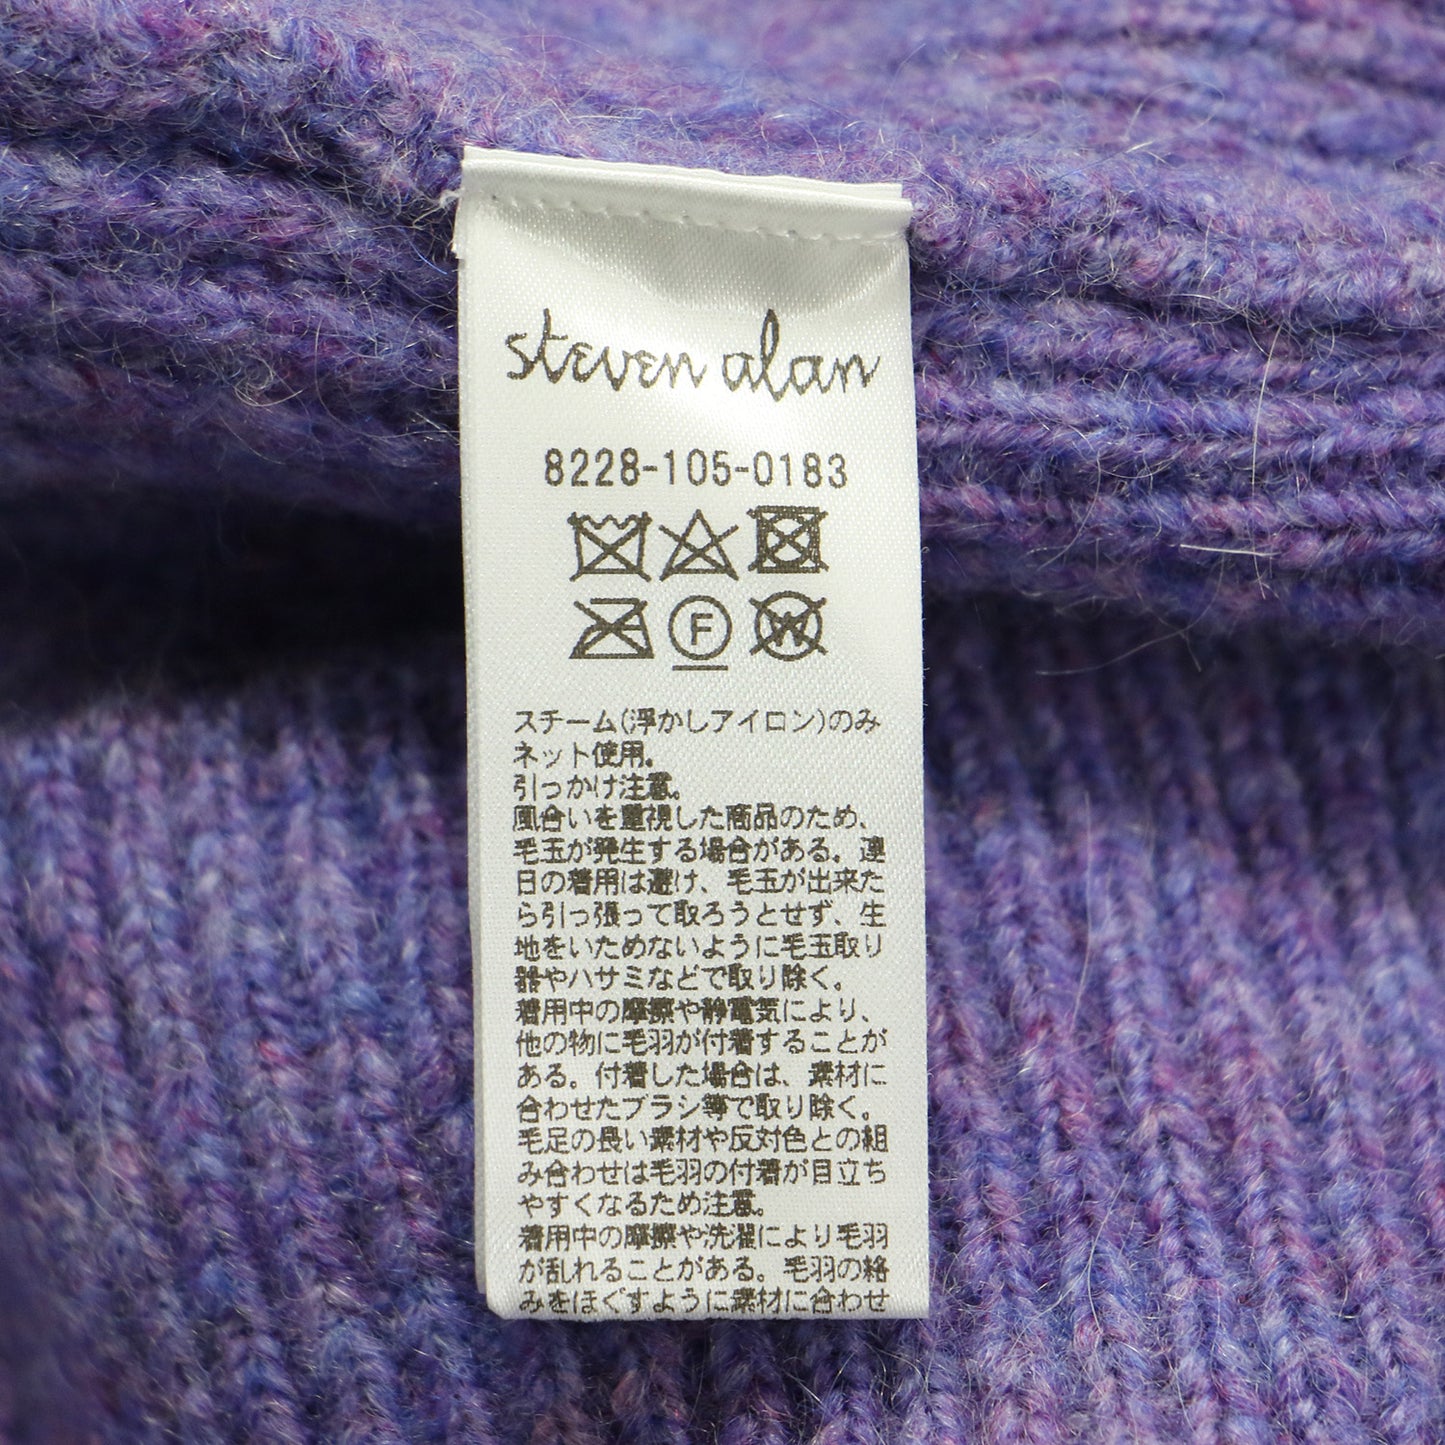 steven alan
8228-105-0183
F
W
スチーム(浮かしアイロン)のみ
ネット使用。
引っかけ注意。
風合いを重視した商品のため、
毛玉が発生する場合がある。連
日の着用は避け、毛玉が出来た
ら引っ張って取ろうとせず、生
地をいためないように毛玉取り
器やハサミなどで取り除く。
着用中の摩擦や静電気により、
他の物に毛羽が付着することが
ある。付着した場合は、素材に
合わせたブラシ等で取り除く。
毛足の長い素材や反対色との組
み合わせは毛羽の付着が目立ち
やすくなるため注意。
着用中の摩擦や洗濯により毛羽
が乱れることがある。毛羽の絡
みをほぐすように素材に合わせ